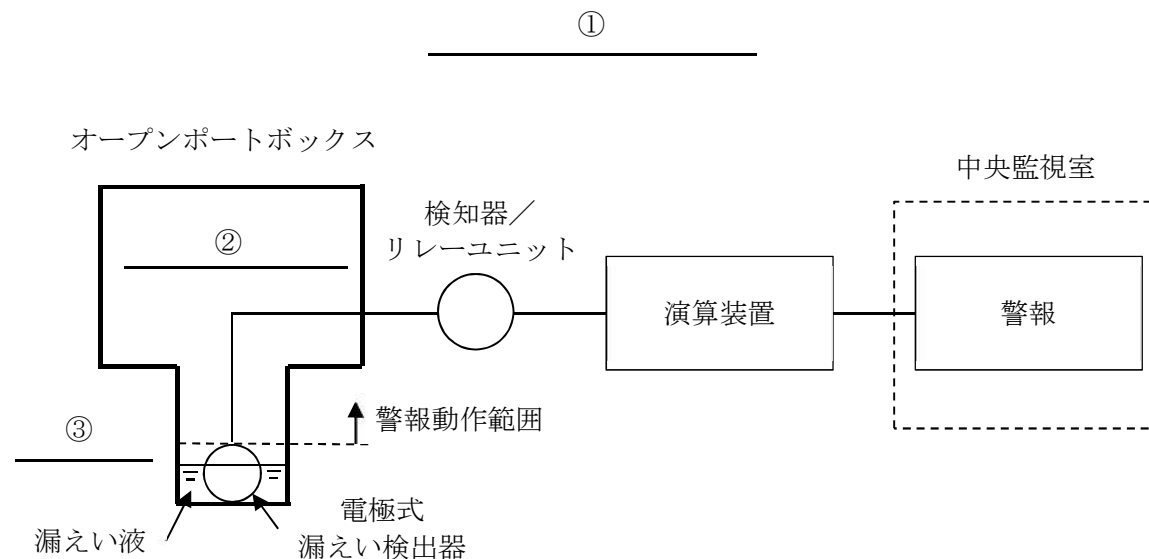 ①
オープンポートボックス
中央監視室
検知器／
リレーユニット
②
演算装置
警報
警報動作範囲
③
電極式
漏えい検出器
漏えい液